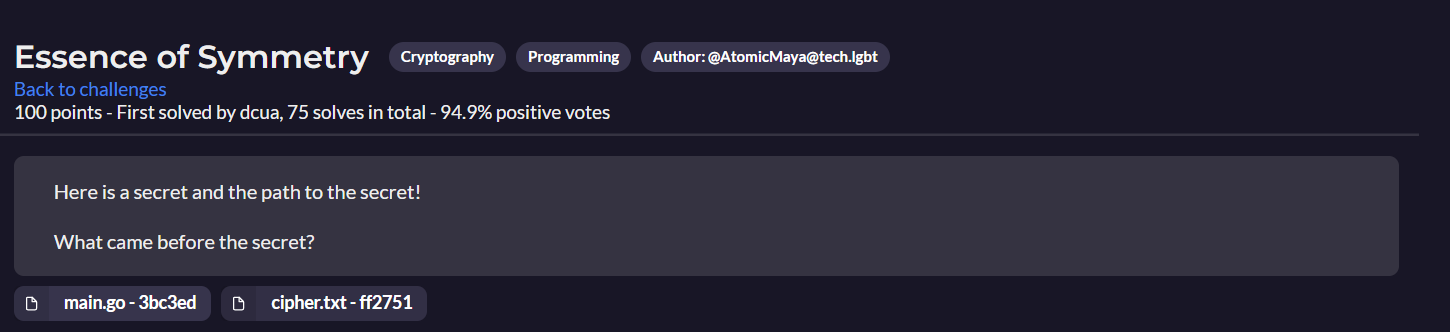 Essence of Symmetry Cryptography Programming Author: @AtomicMaya@tech.lgbt
Back to challenges
100 points - First solved by dcua, 75 solves in total - 94.9% positive votes
Here is a secret and the path to the secret!
What came before the secret?
main.go - 3bc3ed cipher.txt - ff2751